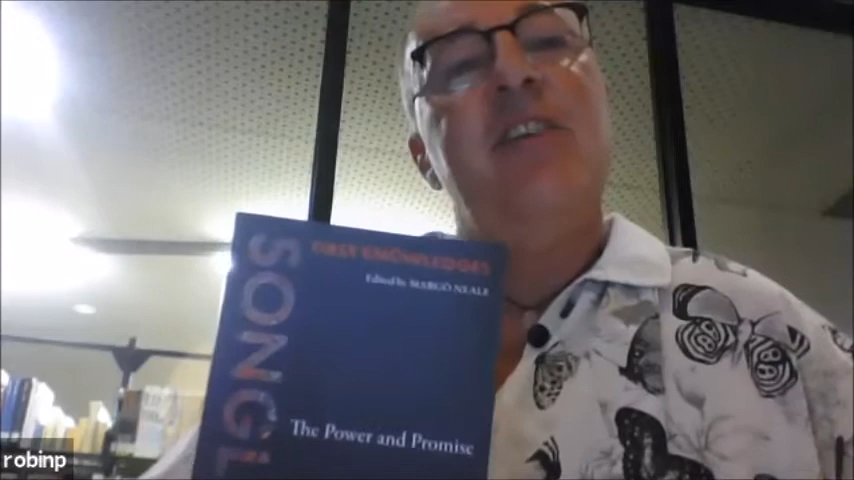 FIRST KNOWLEDGES
Edited by MARGO NEALE
SONGL
The Power and Promise
robinp